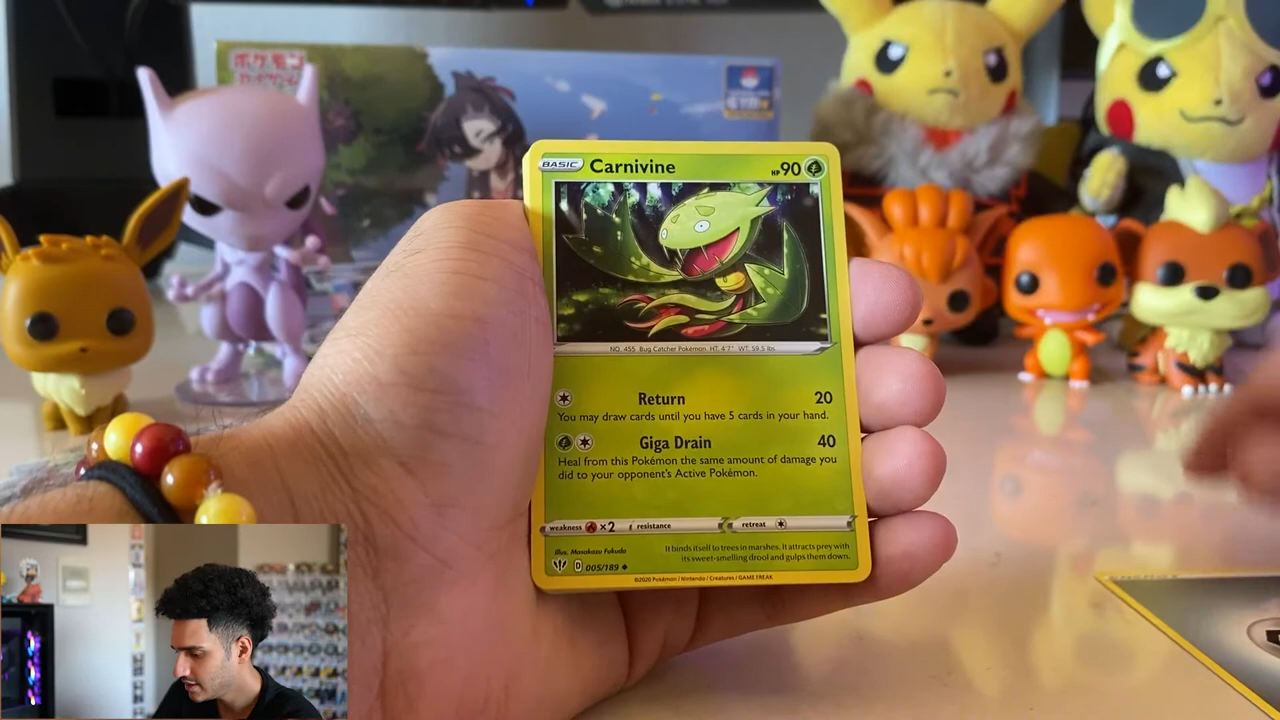 ポケモン
BASIC Carnivine HP 90
NO. 455 Bug Catcher Pokémon. HT. 4'7" WT. 59.5 lbs
Return 20
You may draw cards until you have 5 cards in your hand.
Giga Drain 40
Heal from this Pokémon the same amount of damage you
did to your opponent's Active Pokémon.
weakness ×2 resistance retreat
Illus. Masakazu Fukuda
D 005/189
It binds itself to trees in marshes. It attracts prey with
its sweet-smelling drool and gulps them down.
©2020 Pokémon / Nintendo / Creatures / GAME FREAK